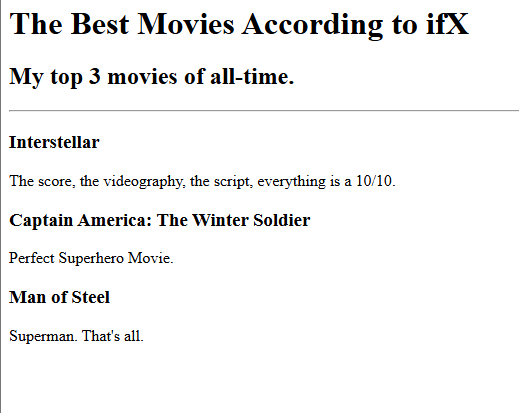 The Best Movies According to ifX
My top 3 movies of all-time.
Interstellar
The score, the videography, the script, everything is a 10/10.
Captain America: The Winter Soldier
Perfect Superhero Movie.
Man of Steel
Superman. That's all.